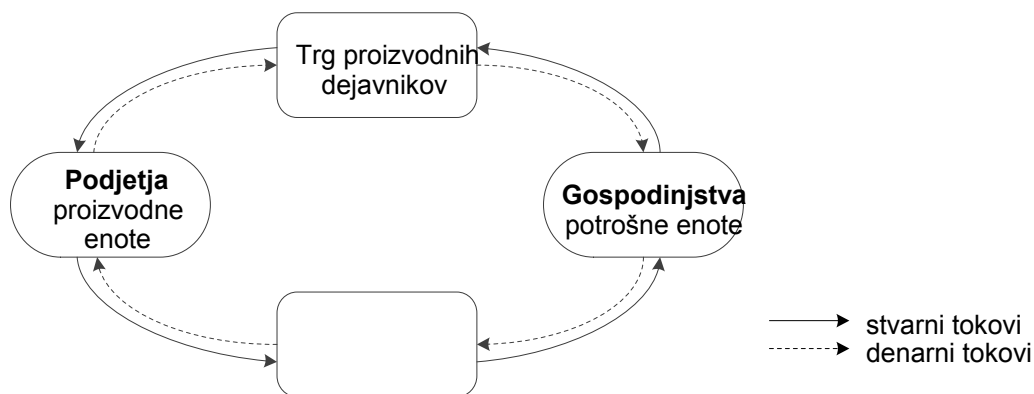 Trg proizvodnih
dejavnikov
Podjetja
proizvodne
enote
Gospodinjstva
potrošne enote
stvarni tokovi
denarni tokovi